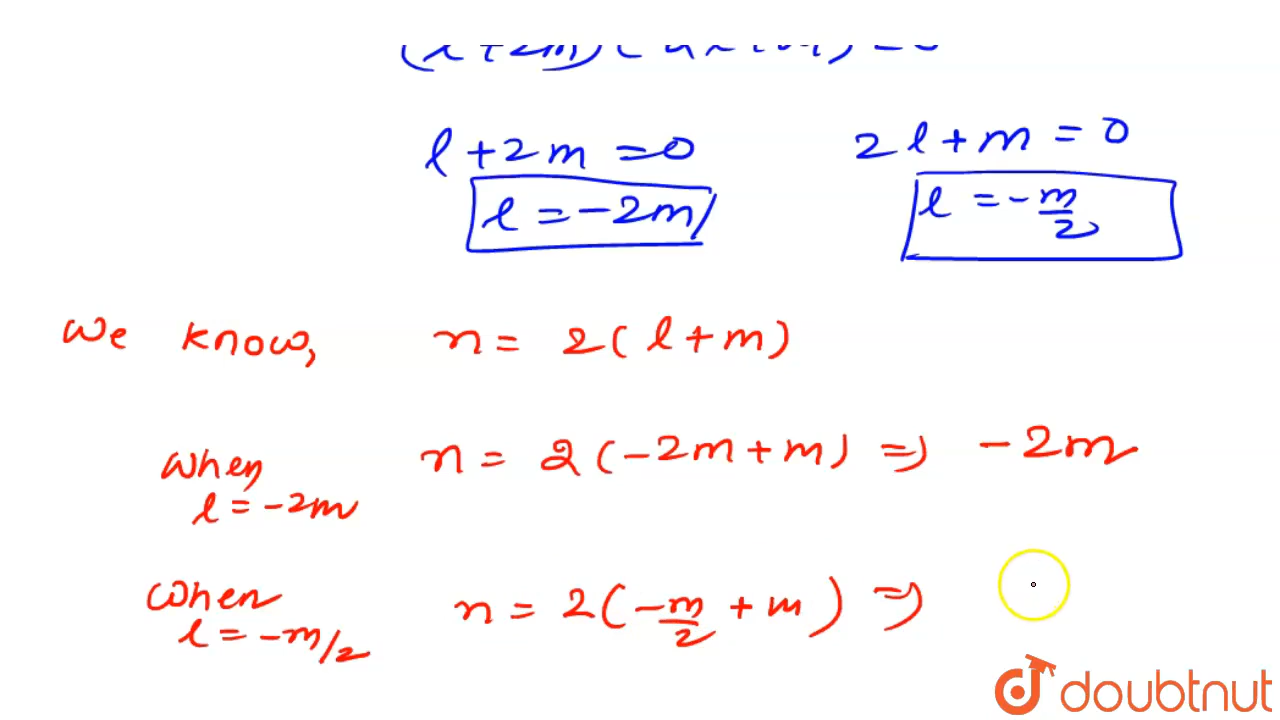 l + 2m = 0
2l + m = 0
l = -2m
l = -m/2
We know, n = 2(l + m)
when l = -2m
n = 2(-2m + m) ⇒ -2m
when l = -m/2
n = 2(-m/2 + m) ⇒
doubtnut